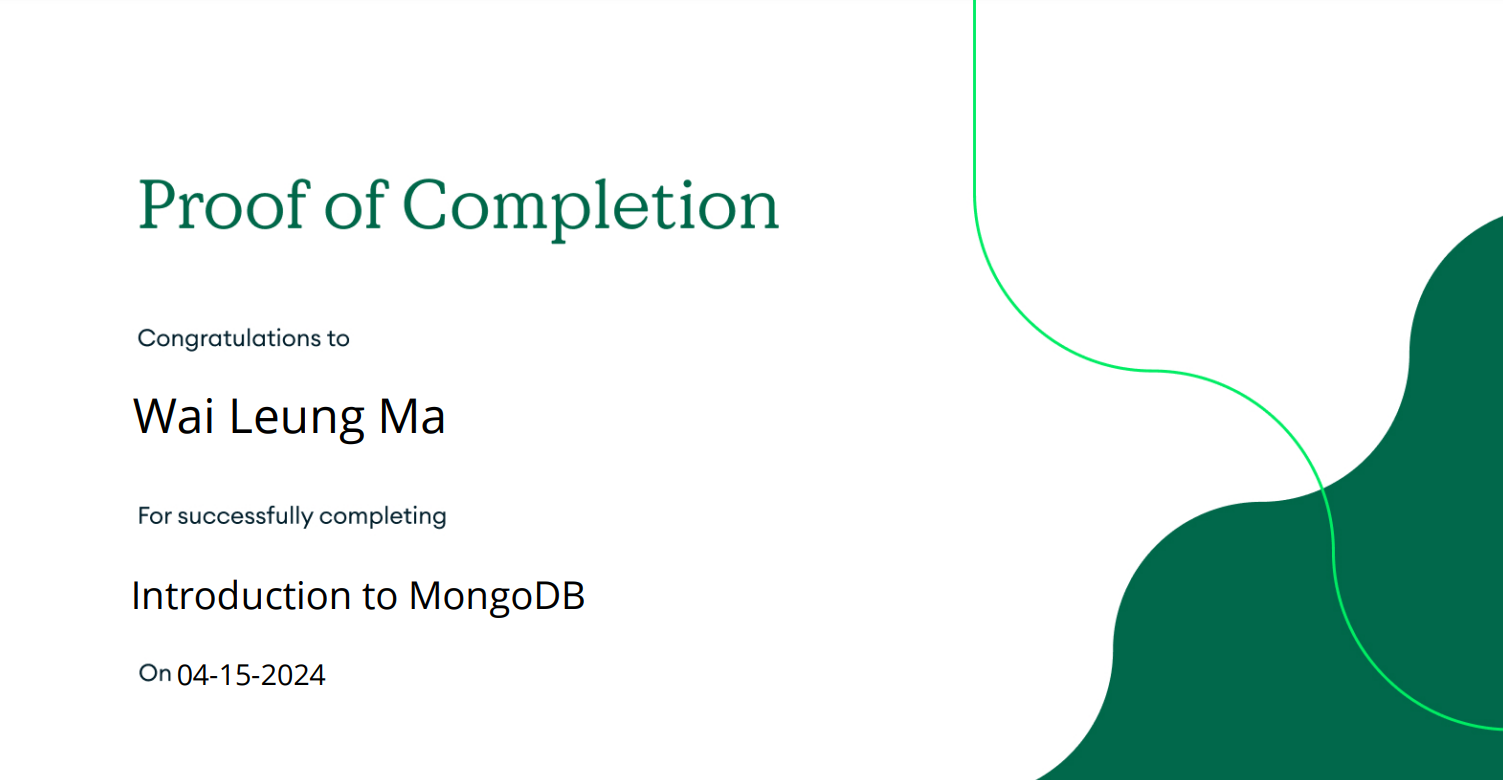 Proof of Completion
Congratulations to
Wai Leung Ma
For successfully completing
Introduction to MongoDB
On 04-15-2024